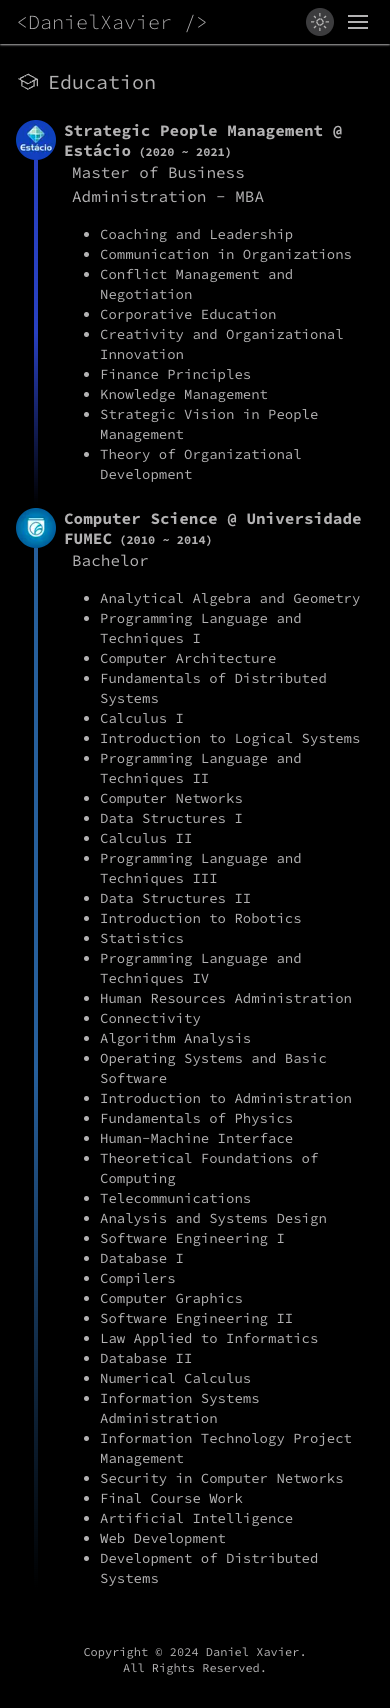 <DanielXavier />
Education
Estácio
Strategic People Management @
Estácio (2020 ~ 2021)
Master of Business
Administration - MBA
Coaching and Leadership
Communication in Organizations
Conflict Management and
Negotiation
Corporative Education
Creativity and Organizational
Innovation
Finance Principles
Knowledge Management
Strategic Vision in People
Management
Theory of Organizational
Development
Computer Science @ Universidade
FUMEC (2010 ~ 2014)
Bachelor
Analytical Algebra and Geometry
Programming Language and
Techniques I
Computer Architecture
Fundamentals of Distributed
Systems
Calculus I
Introduction to Logical Systems
Programming Language and
Techniques II
Computer Networks
Data Structures I
Calculus II
Programming Language and
Techniques III
Data Structures II
Introduction to Robotics
Statistics
Programming Language and
Techniques IV
Human Resources Administration
Connectivity
Algorithm Analysis
Operating Systems and Basic
Software
Introduction to Administration
Fundamentals of Physics
Human-Machine Interface
Theoretical Foundations of
Computing
Telecommunications
Analysis and Systems Design
Software Engineering I
Database I
Compilers
Computer Graphics
Software Engineering II
Law Applied to Informatics
Database II
Numerical Calculus
Information Systems
Administration
Information Technology Project
Management
Security in Computer Networks
Final Course Work
Artificial Intelligence
Web Development
Development of Distributed
Systems
Copyright © 2024 Daniel Xavier.
All Rights Reserved.